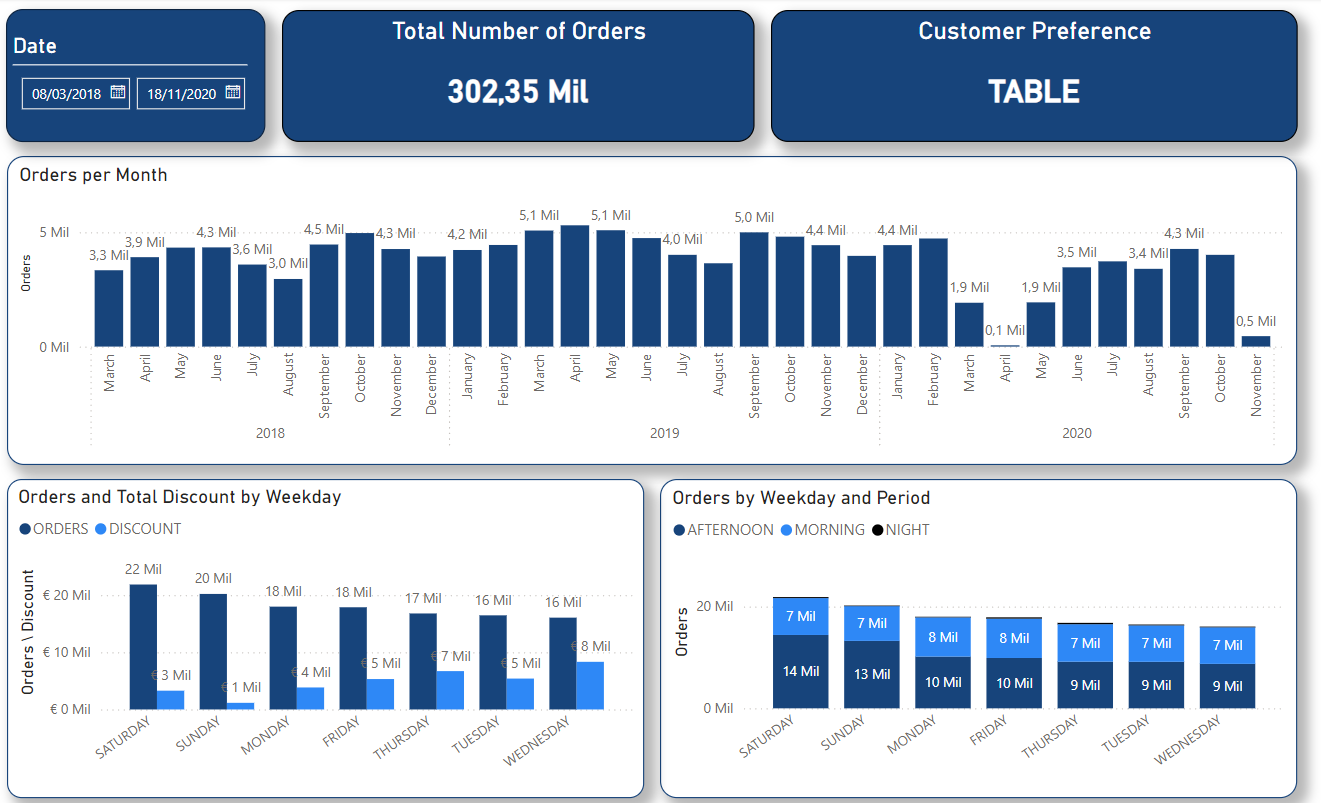 Date
08/03/2018
18/11/2020
Total Number of Orders
302,35 Mil
Customer Preference
TABLE
Orders per Month
Orders
5 Mil
0 Mil
3,3 Mil
3,9 Mil
4,3 Mil
3,6 Mil
3,0 Mil
4,5 Mil
4,3 Mil
4,2 Mil
5,1 Mil
5,1 Mil
4,0 Mil
5,0 Mil
4,4 Mil
4,4 Mil
1,9 Mil
0,1 Mil
1,9 Mil
3,5 Mil
3,4 Mil
4,3 Mil
0,5 Mil
March
April
May
June
July
August
September
October
November
December
January
February
March
April
May
June
July
August
September
October
November
December
January
February
March
April
May
June
July
August
September
October
November
2018
2019
2020
Orders and Total Discount by Weekday
ORDERS DISCOUNT
Orders \ Discount
€ 20 Mil
€ 10 Mil
€ 0 Mil
22 Mil
€ 3 Mil
20 Mil
€ 1 Mil
18 Mil
€ 4 Mil
18 Mil
€ 5 Mil
17 Mil
€ 7 Mil
16 Mil
€ 5 Mil
16 Mil
€ 8 Mil
SATURDAY
SUNDAY
MONDAY
FRIDAY
THURSDAY
TUESDAY
WEDNESDAY
Orders by Weekday and Period
AFTERNOON MORNING NIGHT
Orders
20 Mil
0 Mil
7 Mil
14 Mil
7 Mil
13 Mil
8 Mil
10 Mil
8 Mil
10 Mil
7 Mil
9 Mil
7 Mil
9 Mil
7 Mil
9 Mil
SATURDAY
SUNDAY
MONDAY
FRIDAY
THURSDAY
TUESDAY
WEDNESDAY